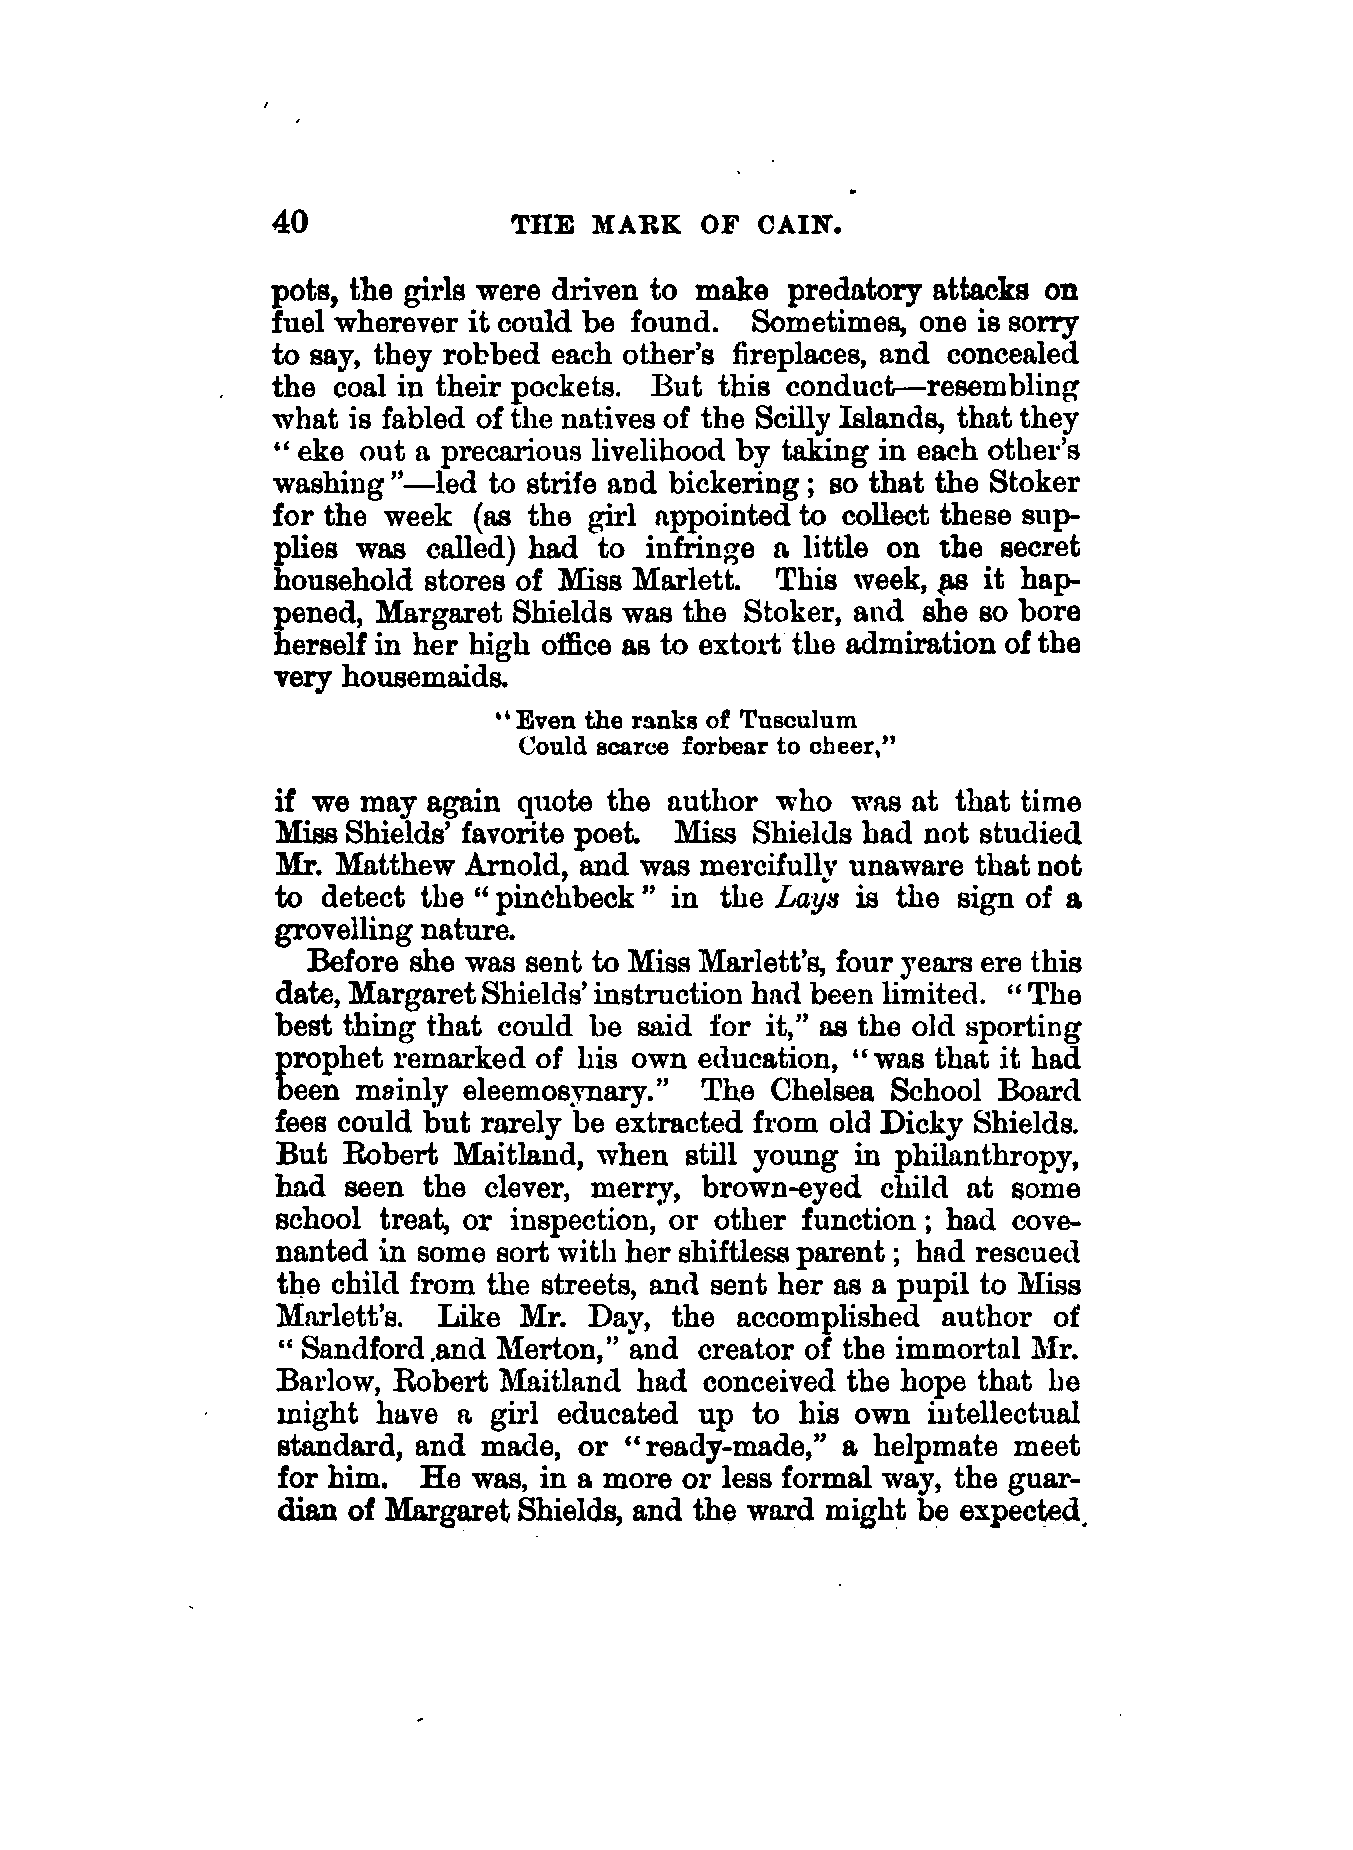 40 THE MARK OF CAIN.
pots, the girls were driven to make predatory attacks on
fuel wherever it could be found. Sometimes, one is sorry
to say, they robbed each other's fireplaces, and concealed
the coal in their pockets. But this conduct—resembling
what is fabled of the natives of the Scilly Islands, that they
“eke out a precarious livelihood by taking in each other's
washing”—led to strife and bickering; so that the Stoker
for the week (as the girl appointed to collect these sup-
plies was called) had to infringe a little on the secret
household stores of Miss Marlett. This week, as it hap-
pened, Margaret Shields was the Stoker, and she so bore
herself in her high office as to extort the admiration of the
very housemaids.
“Even the ranks of Tusculum
Could scarce forbear to cheer,”
if we may again quote the author who was at that time
Miss Shields' favorite poet. Miss Shields had not studied
Mr. Matthew Arnold, and was mercifully unaware that not
to detect the “pinchbeck” in the Lays is the sign of a
grovelling nature.
Before she was sent to Miss Marlett's, four years ere this
date, Margaret Shields' instruction had been limited. “The
best thing that could be said for it,” as the old sporting
prophet remarked of his own education, “was that it had
been mainly eleemosynary.” The Chelsea School Board
fees could but rarely be extracted from old Dicky Shields.
But Robert Maitland, when still young in philanthropy,
had seen the clever, merry, brown-eyed child at some
school treat, or inspection, or other function; had cove-
nanted in some sort with her shiftless parent; had rescued
the child from the streets, and sent her as a pupil to Miss
Marlett's. Like Mr. Day, the accomplished author of
“Sandford and Merton,” and creator of the immortal Mr.
Barlow, Robert Maitland had conceived the hope that he
might have a girl educated up to his own intellectual
standard, and made, or “ready-made,” a helpmate meet
for him. He was, in a more or less formal way, the guar-
dian of Margaret Shields, and the ward might be expected